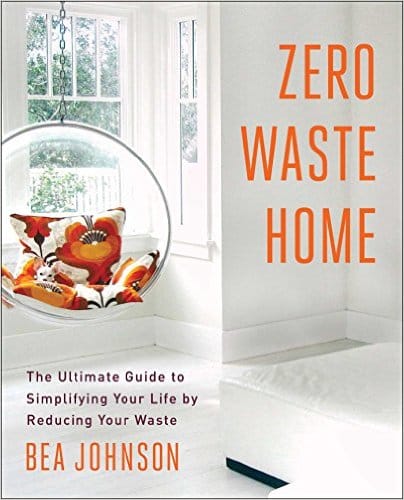 ZERO
WASTE
HOME
The Ultimate Guide to
Simplifying Your Life by
Reducing Your Waste
BEA JOHNSON